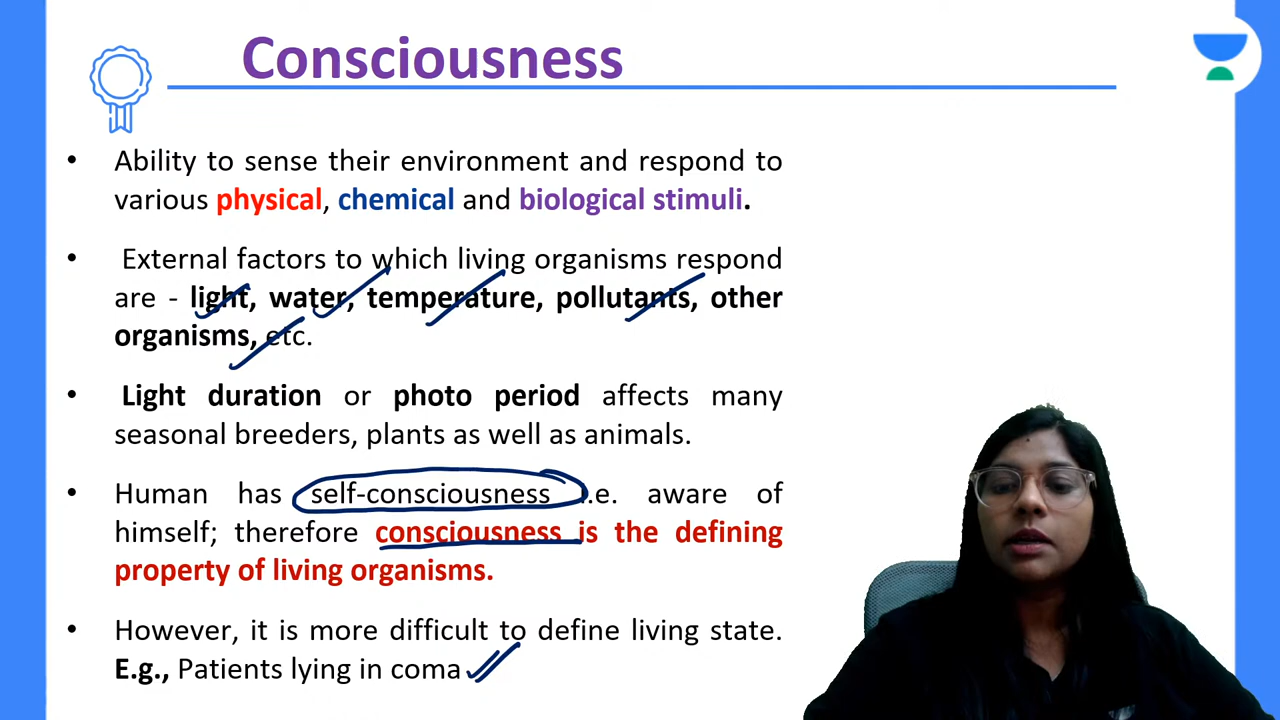 Consciousness
• Ability to sense their environment and respond to
various physical, chemical and biological stimuli.
• External factors to which living organisms respond
are - light, water, temperature, pollutants, other
organisms, etc.
• Light duration or photo period affects many
seasonal breeders, plants as well as animals.
• Human has self-consciousness i.e. aware of
himself; therefore consciousness is the defining
property of living organisms.
• However, it is more difficult to define living state.
E.g., Patients lying in coma